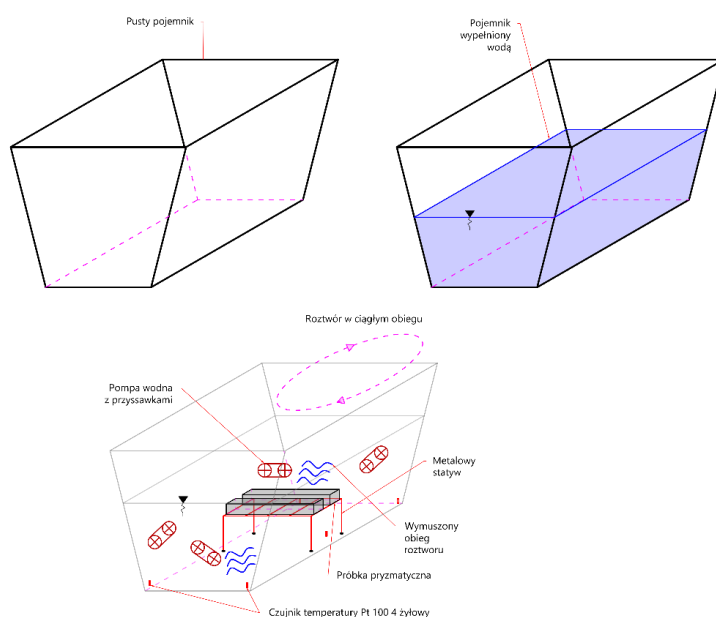 Pusty pojemnik
Pojemnik
wypełniony
wodą
Roztwór w ciągłym obiegu
Pompa wodna
z przyssawkami
Metalowy
statyw
Wymuszony
obieg
roztworu
Próbka pryzmatyczna
Czujnik temperatury Pt 100 4 żyłowy